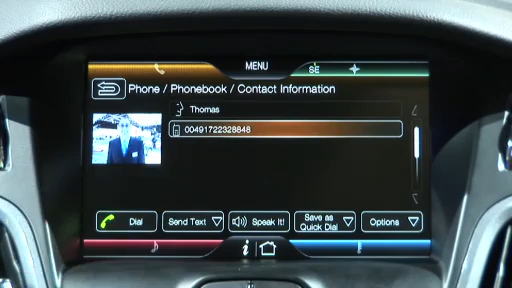 MENU
SE
Phone / Phonebook / Contact Information
Thomas
00491722328848
Dial
Send Text
Speak It!
Save as
Quick Dial
Options
i